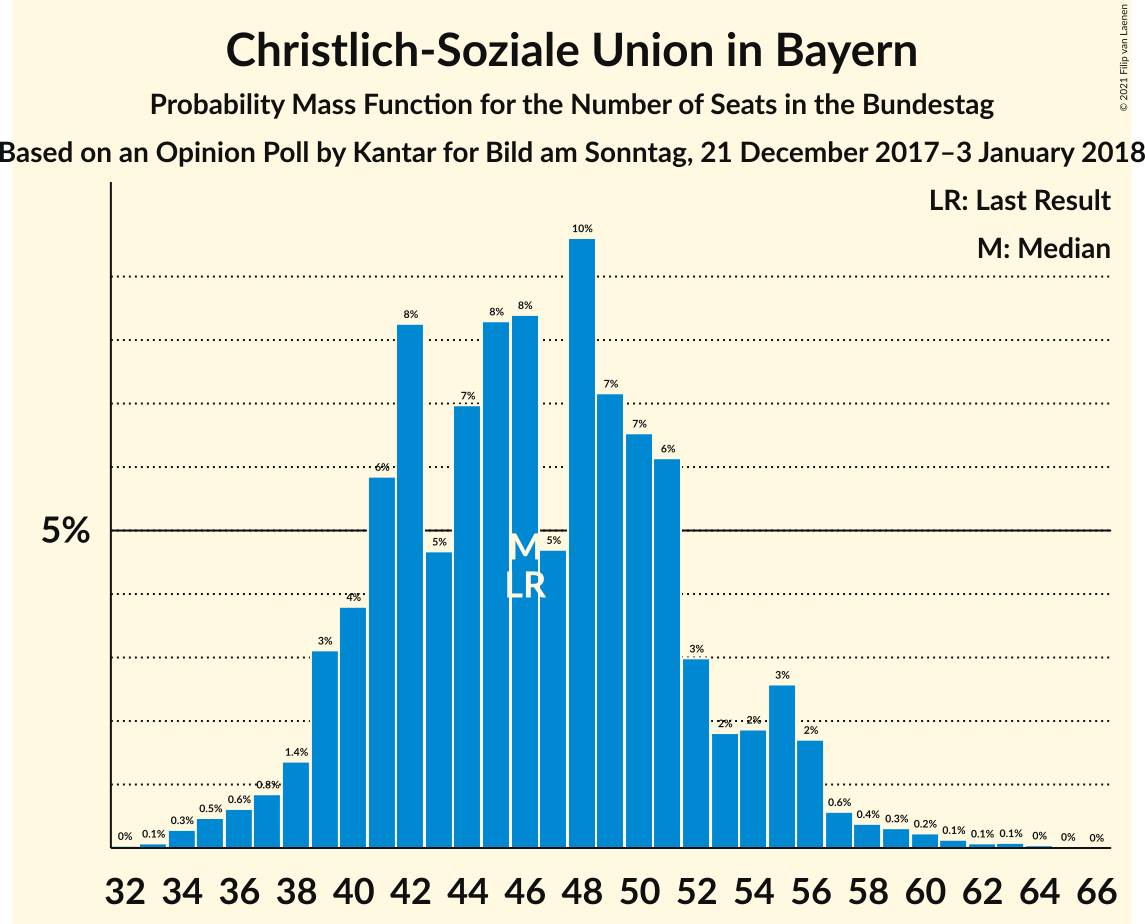 Christlich-Soziale Union in Bayern
Probability Mass Function for the Number of Seats in the Bundestag
Based on an Opinion Poll by Kantar for Bild am Sonntag, 21 December 2017–3 January 2018
© 2021 Filip van Laenen
LR: Last Result
M: Median
5%
0% 0.1% 0.3% 0.5% 0.6% 0.8% 1.4% 3% 4% 6% 8% 5% 7% 8% 8% 5% 10% 7% 7% 6% 3% 2% 2% 3% 2% 0.6% 0.4% 0.3% 0.2% 0.1% 0.1% 0.1% 0% 0% 0%
M
LR
32 34 36 38 40 42 44 46 48 50 52 54 56 58 60 62 64 66